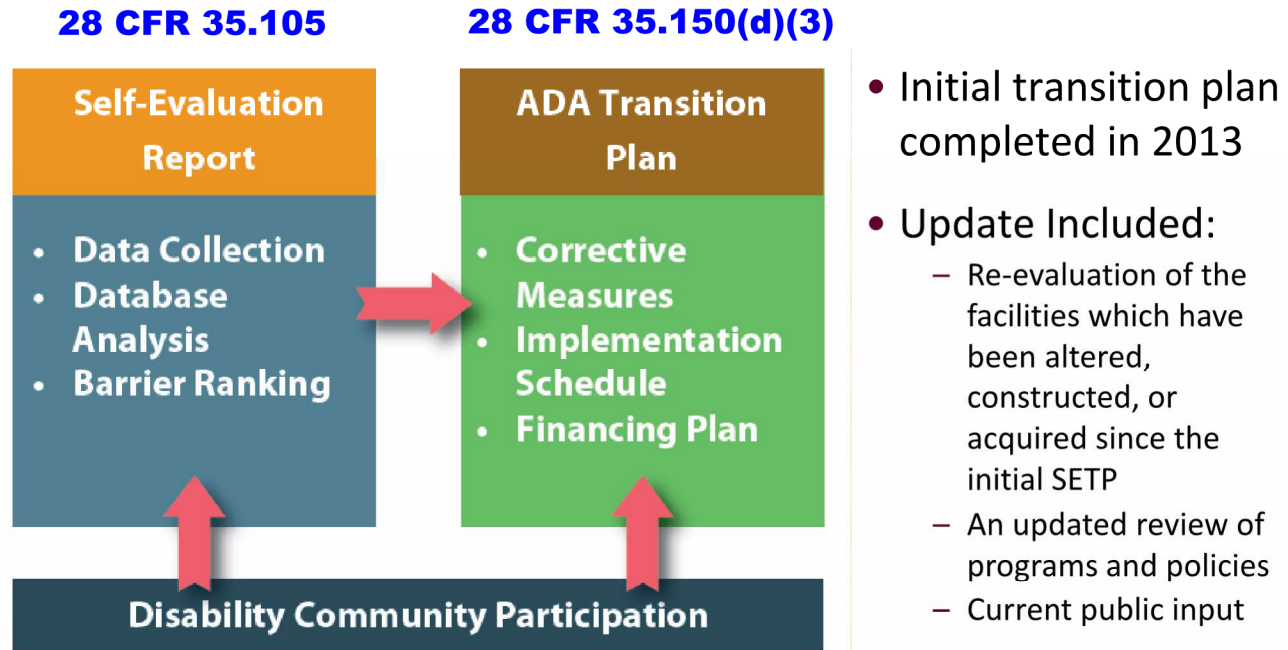 28 CFR 35.105
Self-Evaluation
Report
• Data Collection
• Database
Analysis
• Barrier Ranking
28 CFR 35.150(d)(3)
ADA Transition
Plan
• Corrective
Measures
• Implementation
Schedule
• Financing Plan
Disability Community Participation
• Initial transition plan
completed in 2013
• Update Included:
– Re-evaluation of the
facilities which have
been altered,
constructed, or
acquired since the
initial SETP
– An updated review of
programs and policies
– Current public input